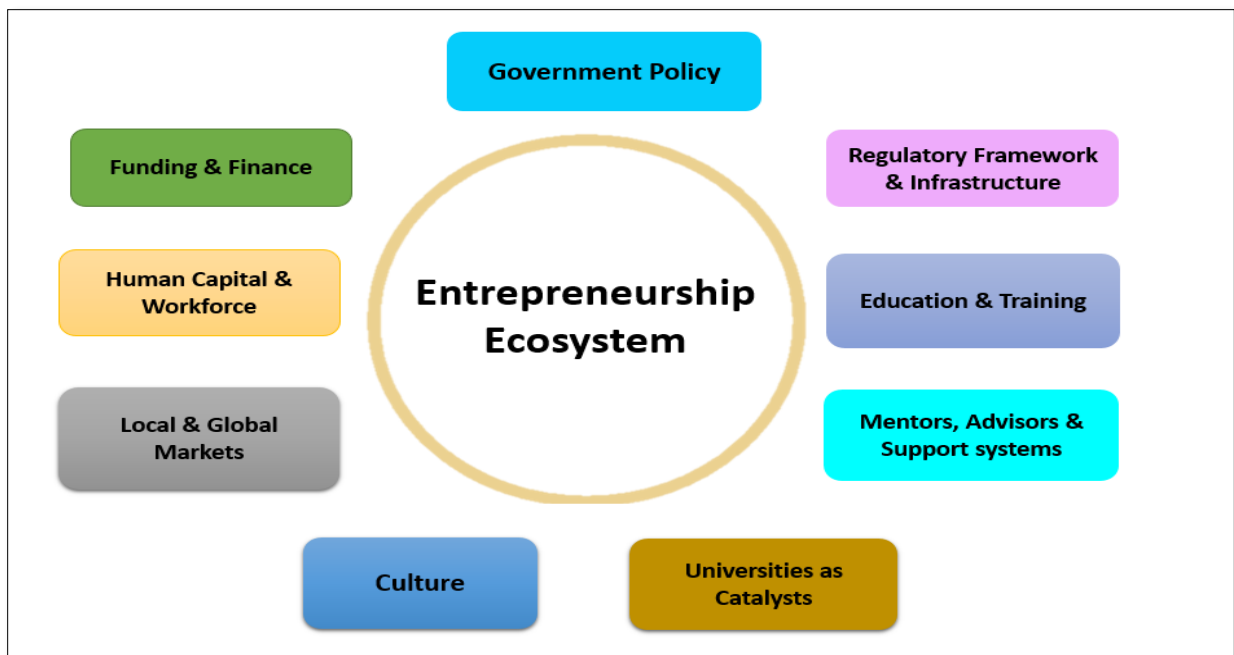 Government Policy
Funding & Finance
Regulatory Framework
& Infrastructure
Human Capital &
Workforce
Entrepreneurship
Ecosystem
Education & Training
Local & Global
Markets
Mentors, Advisors &
Support systems
Culture
Universities as
Catalysts